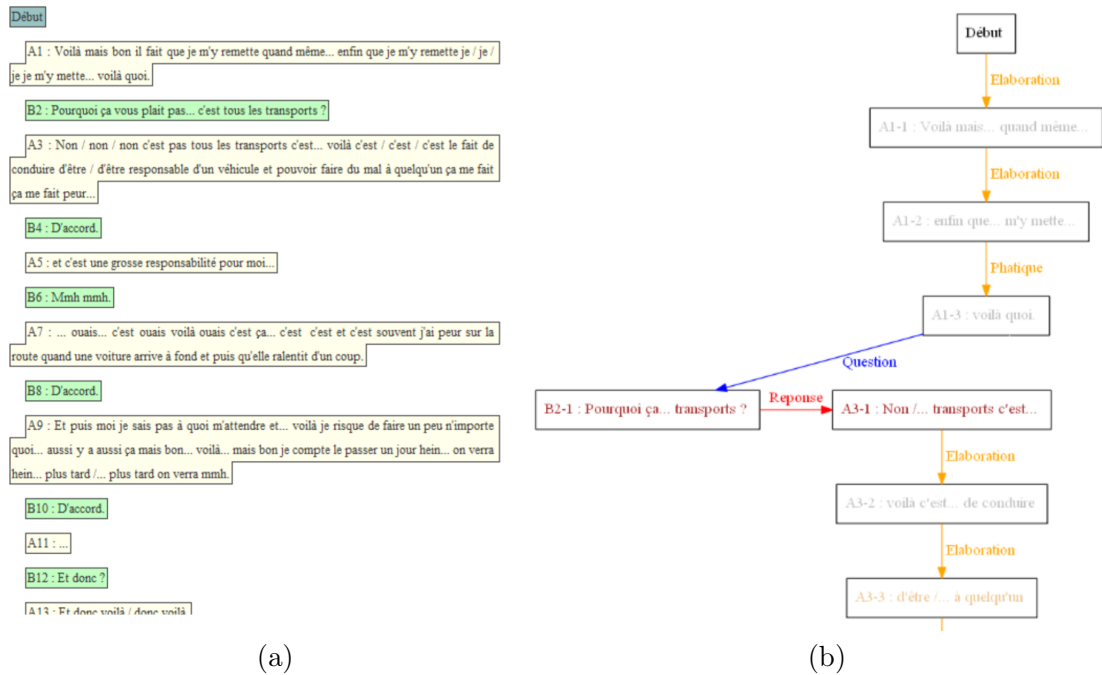 Début
A1 : Voilà mais bon il fait que je m'y remette quand même... enfin que je m'y remette je / je /
je je m'y mette... voilà quoi.
B2 : Pourquoi ça vous plait pas... c'est tous les transports ?
A3 : Non / non / non c'est pas tous les transports c'est... voilà c'est / c'est / c'est le fait de
conduire d'être / d'être responsable d'un véhicule et pouvoir faire du mal à quelqu'un ça me fait
ça me fait peur...
B4 : D'accord.
A5 : et c'est une grosse responsabilité pour moi...
B6 : Mmh mmh.
A7 : ... ouais... c'est ouais voilà ouais c'est ça... c'est c'est et c'est souvent j'ai peur sur la
route quand une voiture arrive à fond et puis qu'elle ralentit d'un coup.
B8 : D'accord.
A9 : Et puis moi je sais pas à quoi m'attendre et... voilà je risque de faire un peu n'importe
quoi... aussi y a aussi ça mais bon... voilà... mais bon je compte le passer un jour hein... on verra
hein... plus tard /... plus tard on verra mmh.
B10 : D'accord.
A11 : ...
B12 : Et donc ?
A13 : Et donc voilà / donc voilà
(a)
Début
Elaboration
A1-1 : Voilà mais... quand même...
Elaboration
A1-2 : enfin que... m'y mette...
Phatique
A1-3 : voilà quoi.
Question
B2-1 : Pourquoi ça... transports ?
Reponse
A3-1 : Non /... transports c'est...
Elaboration
A3-2 : voilà c'est... de conduire
Elaboration
A3-3 : d'être /... à quelqu'un
(b)